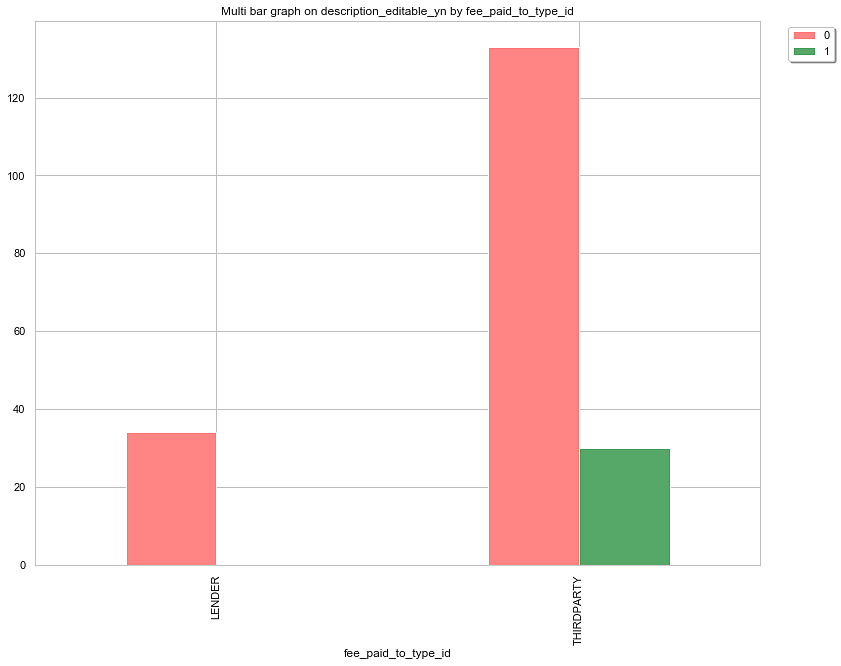 Multi bar graph on description_editable_yn by fee_paid_to_type_id
0
1
120
100
80
60
40
20
0
LENDER
THIRDPARTY
fee_paid_to_type_id